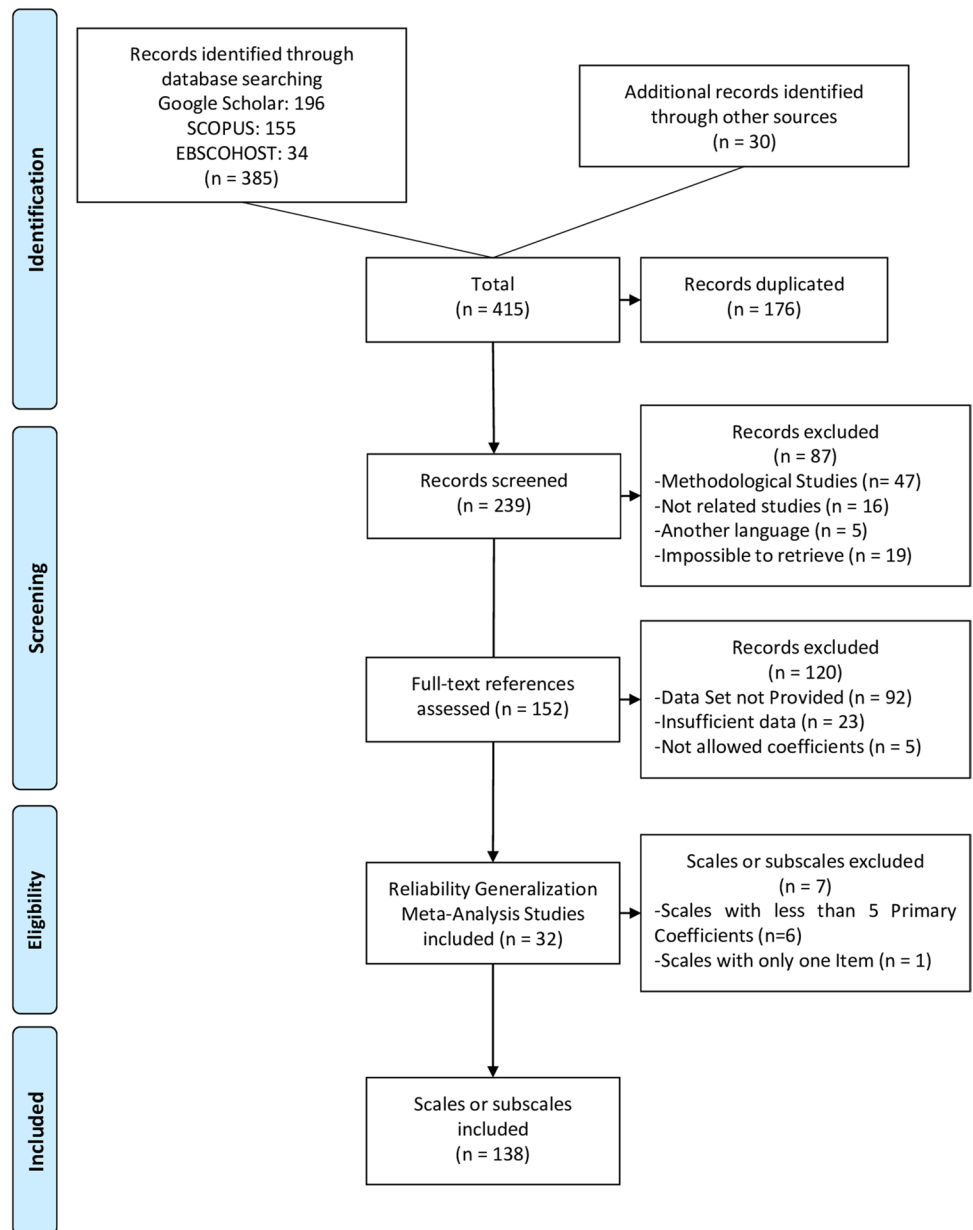 Identification
Records identified through
database searching
Google Scholar: 196
SCOPUS: 155
EBSCOHOST: 34
(n = 385)
Additional records identified
through other sources
(n = 30)
Total
(n = 415)
Records duplicated
(n = 176)
Screening
Records screened
(n = 239)
Records excluded
(n = 87)
-Methodological Studies (n= 47)
-Not related studies (n = 16)
-Another language (n = 5)
-Impossible to retrieve (n = 19)
Full-text references
assessed (n = 152)
Records excluded
(n = 120)
-Data Set not Provided (n = 92)
-Insufficient data (n = 23)
-Not allowed coefficients (n = 5)
Eligibility
Reliability Generalization
Meta-Analysis Studies
included (n = 32)
Scales or subscales excluded
(n = 7)
-Scales with less than 5 Primary
Coefficients (n=6)
-Scales with only one Item (n = 1)
Included
Scales or subscales
included
(n = 138)